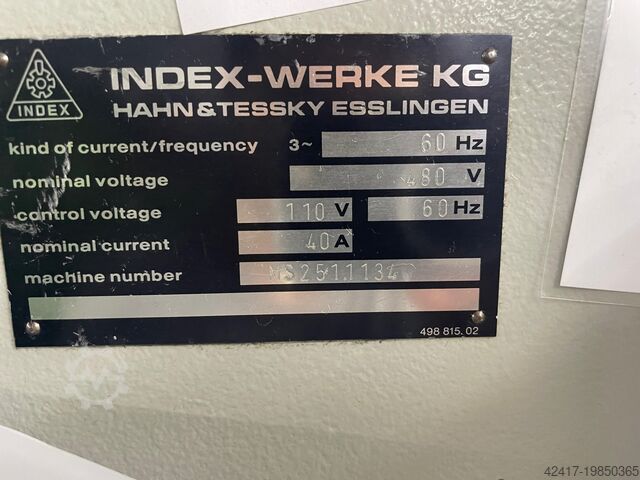 INDEX
INDEX-WERKE KG
HAHN & TESSKY ESSLINGEN
kind of current/frequency 3~ 60 Hz
nominal voltage 480 V
control voltage 110 V 60 Hz
nominal current 40 A
machine number
498 815. 02
42417-19850365